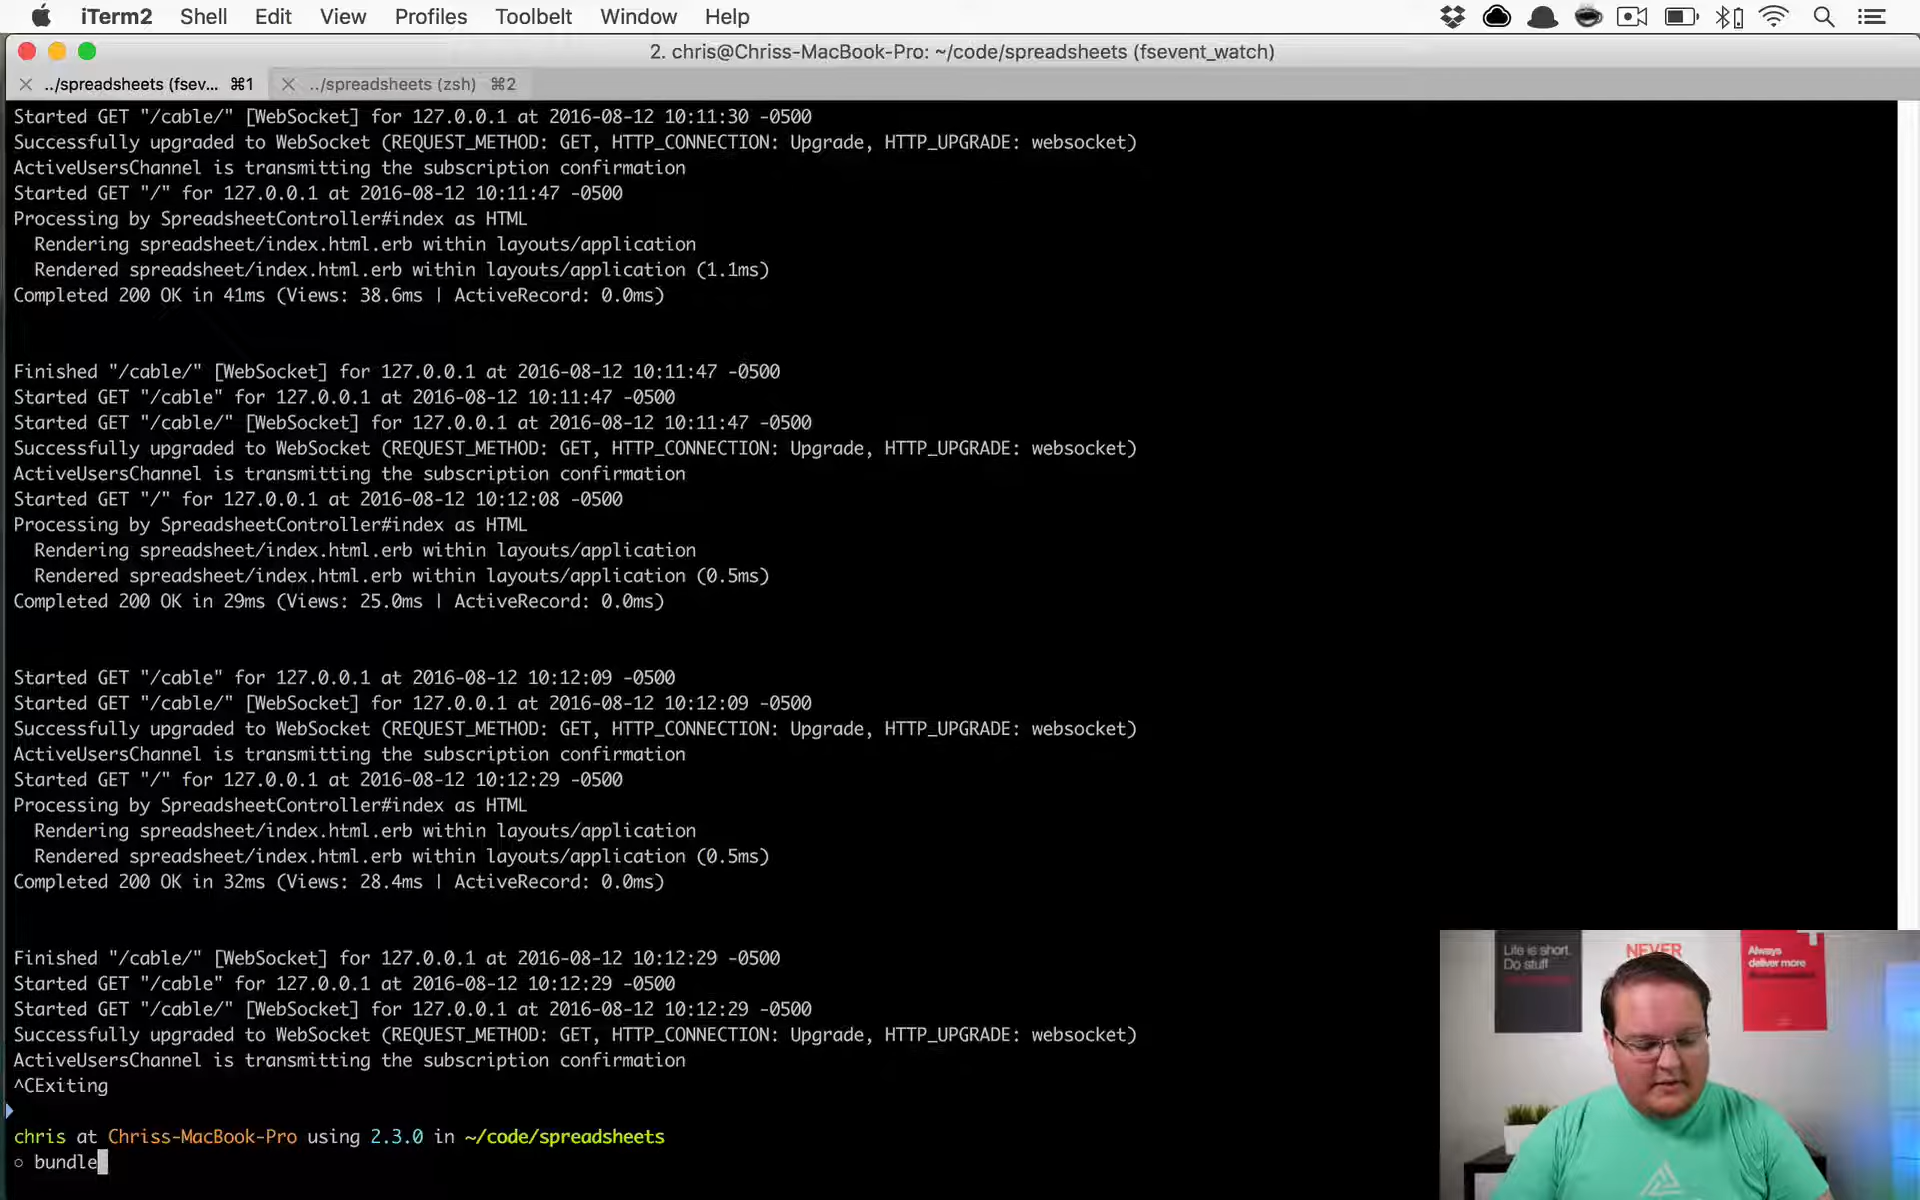 iTerm2 Shell Edit View Profiles Toolbelt Window Help
2. chris@Chriss-MacBook-Pro: ~/code/spreadsheets (fsevent_watch)
../spreadsheets (fsev... ⌘1 ../spreadsheets (zsh) ⌘2
Started GET "/cable/" [WebSocket] for 127.0.0.1 at 2016-08-12 10:11:30 -0500
Successfully upgraded to WebSocket (REQUEST_METHOD: GET, HTTP_CONNECTION: Upgrade, HTTP_UPGRADE: websocket)
ActiveUsersChannel is transmitting the subscription confirmation
Started GET "/" for 127.0.0.1 at 2016-08-12 10:11:47 -0500
Processing by SpreadsheetController#index as HTML
Rendering spreadsheet/index.html.erb within layouts/application
Rendered spreadsheet/index.html.erb within layouts/application (1.1ms)
Completed 200 OK in 41ms (Views: 38.6ms | ActiveRecord: 0.0ms)
Finished "/cable/" [WebSocket] for 127.0.0.1 at 2016-08-12 10:11:47 -0500
Started GET "/cable" for 127.0.0.1 at 2016-08-12 10:11:47 -0500
Started GET "/cable/" [WebSocket] for 127.0.0.1 at 2016-08-12 10:11:47 -0500
Successfully upgraded to WebSocket (REQUEST_METHOD: GET, HTTP_CONNECTION: Upgrade, HTTP_UPGRADE: websocket)
ActiveUsersChannel is transmitting the subscription confirmation
Started GET "/" for 127.0.0.1 at 2016-08-12 10:12:08 -0500
Processing by SpreadsheetController#index as HTML
Rendering spreadsheet/index.html.erb within layouts/application
Rendered spreadsheet/index.html.erb within layouts/application (0.5ms)
Completed 200 OK in 29ms (Views: 25.0ms | ActiveRecord: 0.0ms)
Started GET "/cable" for 127.0.0.1 at 2016-08-12 10:12:09 -0500
Started GET "/cable/" [WebSocket] for 127.0.0.1 at 2016-08-12 10:12:09 -0500
Successfully upgraded to WebSocket (REQUEST_METHOD: GET, HTTP_CONNECTION: Upgrade, HTTP_UPGRADE: websocket)
ActiveUsersChannel is transmitting the subscription confirmation
Started GET "/" for 127.0.0.1 at 2016-08-12 10:12:29 -0500
Processing by SpreadsheetController#index as HTML
Rendering spreadsheet/index.html.erb within layouts/application
Rendered spreadsheet/index.html.erb within layouts/application (0.5ms)
Completed 200 OK in 32ms (Views: 28.4ms | ActiveRecord: 0.0ms)
Finished "/cable/" [WebSocket] for 127.0.0.1 at 2016-08-12 10:12:29 -0500
Started GET "/cable" for 127.0.0.1 at 2016-08-12 10:12:29 -0500
Started GET "/cable/" [WebSocket] for 127.0.0.1 at 2016-08-12 10:12:29 -0500
Successfully upgraded to WebSocket (REQUEST_METHOD: GET, HTTP_CONNECTION: Upgrade, HTTP_UPGRADE: websocket)
ActiveUsersChannel is transmitting the subscription confirmation
^CExiting
chris at Chriss-MacBook-Pro using 2.3.0 in ~/code/spreadsheets
○ bundle
Life is short.
Do stuff
NEVER
Always
deliver more